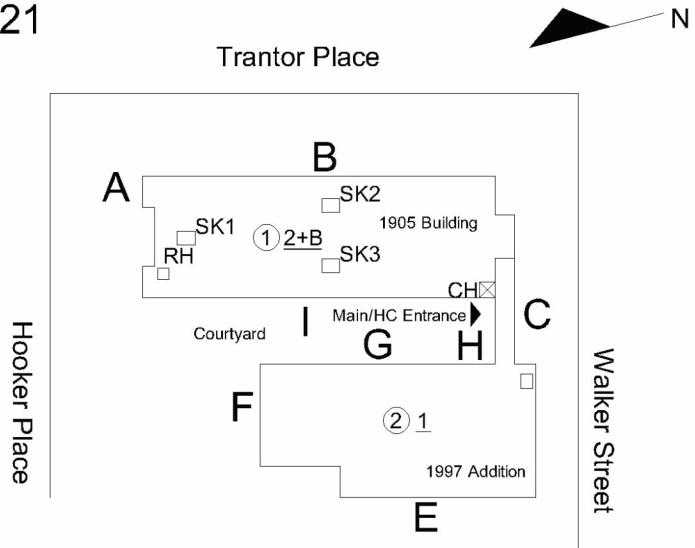 21
N
Trantor Place
A
B
SK2
SK1
1905 Building
1 2+B
RH
SK3
CH
Main/HC Entrance
C
I
Courtyard
G
H
Hooker Place
Walker Street
F
2 1
1997 Addition
E